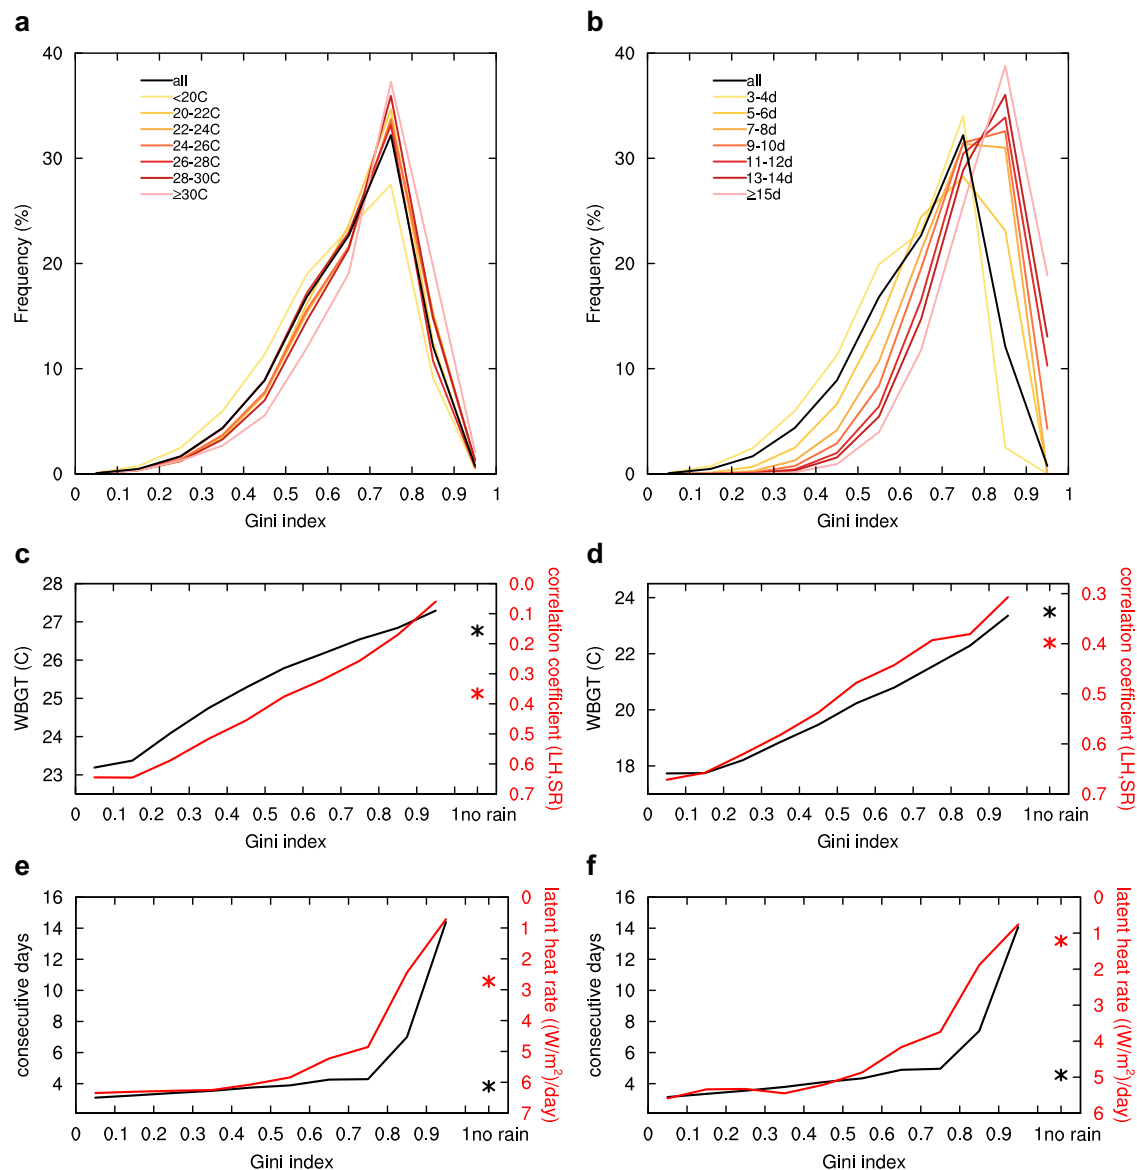 a
40
30
20
10
0
Frequency (%)
all
<20C
20-22C
22-24C
24-26C
26-28C
28-30C
≥30C
0 0.1 0.2 0.3 0.4 0.5 0.6 0.7 0.8 0.9 1
Gini index
b
40
30
20
10
0
Frequency (%)
all
3-4d
5-6d
7-8d
9-10d
11-12d
13-14d
≥15d
0 0.1 0.2 0.3 0.4 0.5 0.6 0.7 0.8 0.9 1
Gini index
c
28
27
26
25
24
23
WBGT (C)
0.0
0.1
0.2
0.3
0.4
0.5
0.6
0.7
correlation coefficient (LH,SR)
0 0.1 0.2 0.3 0.4 0.5 0.6 0.7 0.8 0.9 1no rain
Gini index
d
24
22
20
18
WBGT (C)
0.3
0.4
0.5
0.6
0.7
correlation coefficient (LH,SR)
0 0.1 0.2 0.3 0.4 0.5 0.6 0.7 0.8 0.9 1no rain
Gini index
e
16
14
12
10
8
6
4
consecutive days
0
1
2
3
4
5
6
7
latent heat rate ((W/m²)/day)
0 0.1 0.2 0.3 0.4 0.5 0.6 0.7 0.8 0.9 1no rain
Gini index
f
16
14
12
10
8
6
4
consecutive days
0
1
2
3
4
5
6
latent heat rate ((W/m²)/day)
0 0.1 0.2 0.3 0.4 0.5 0.6 0.7 0.8 0.9 1no rain
Gini index